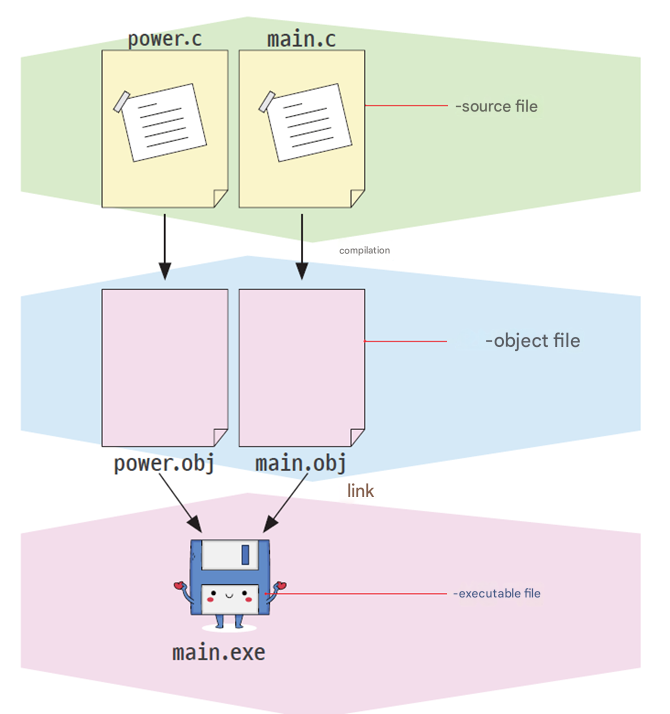 power.c
main.c
-source file
compilation
-object file
power.obj
main.obj
link
-executable file
main.exe